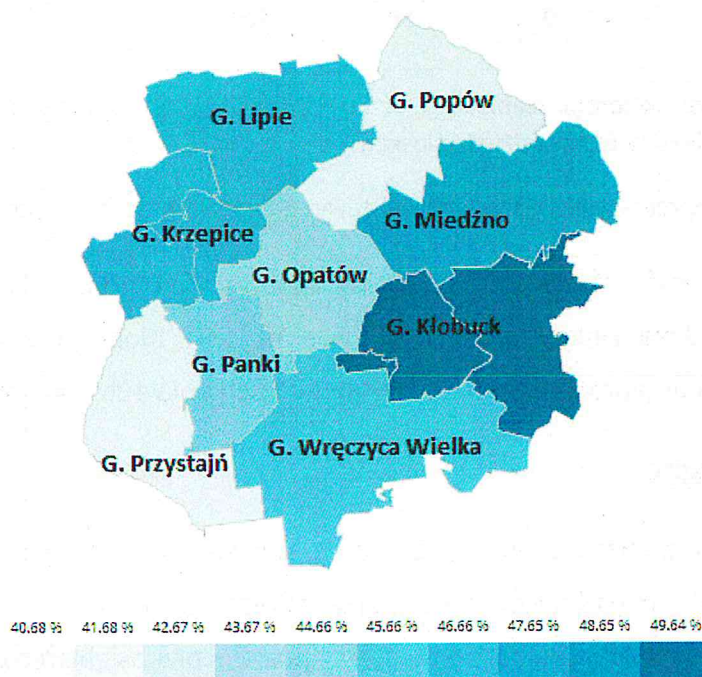 G. Popów
G. Lipie
G. Miedźno
G. Krzepice
G. Opatów
G. Kłobuck
G. Panki
G. Wręczyca Wielka
G. Przystajń
40.68 % 41.68 % 42.67 % 43.67 % 44.66 % 45.66 % 46.66 % 47.65 % 48.65 % 49.64 %